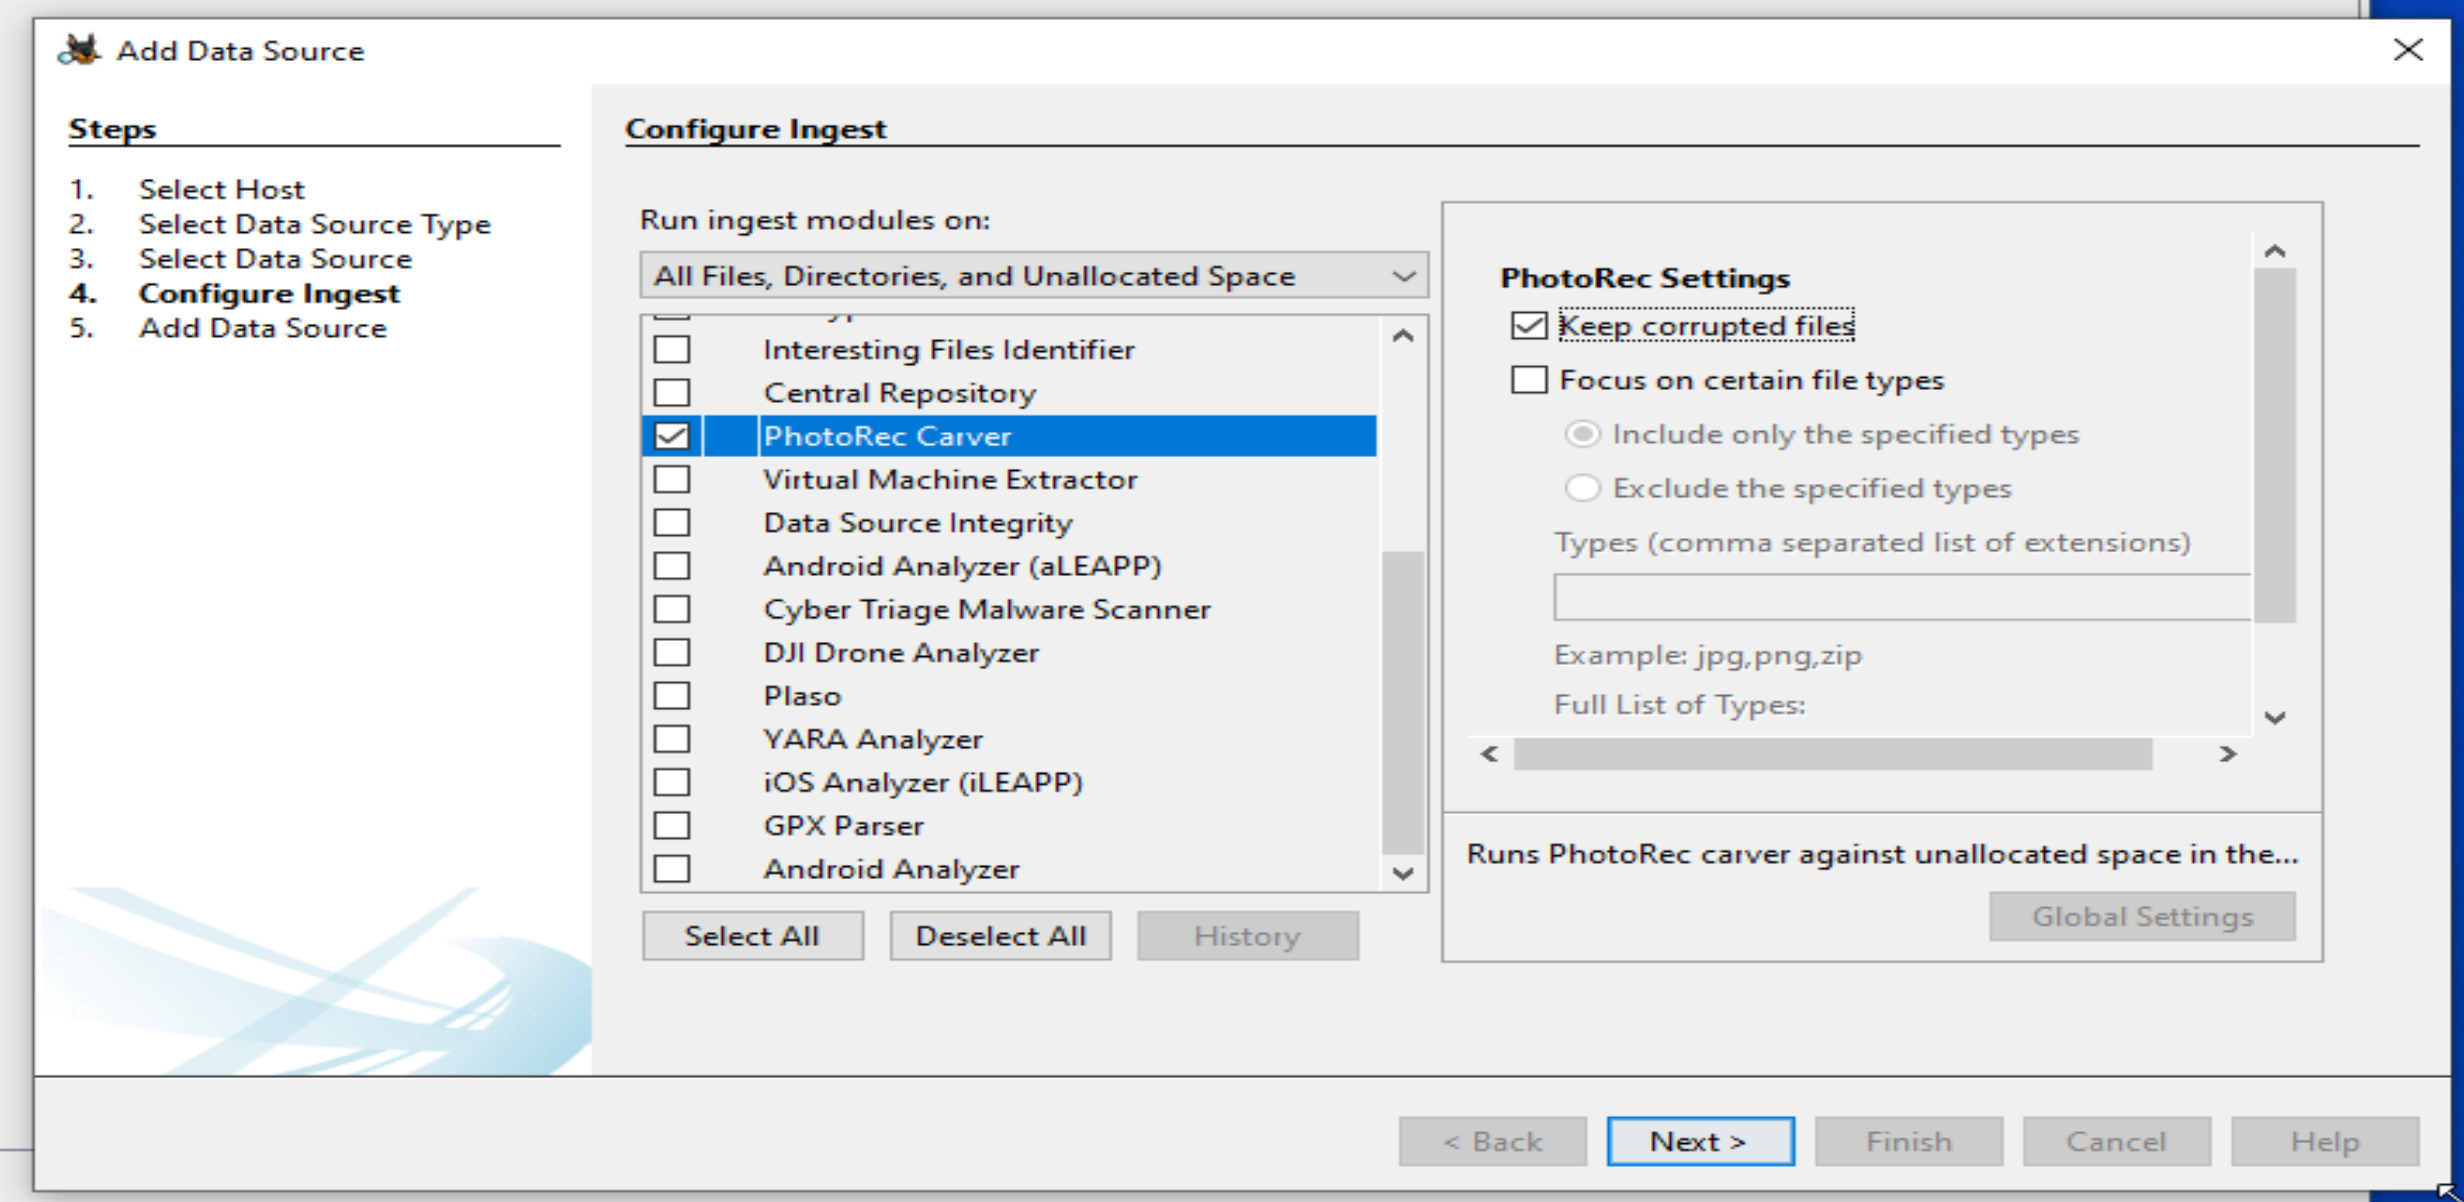 Add Data Source
Steps
1. Select Host
2. Select Data Source Type
3. Select Data Source
4. Configure Ingest
5. Add Data Source
Configure Ingest
Run ingest modules on:
All Files, Directories, and Unallocated Space
Interesting Files Identifier
Central Repository
PhotoRec Carver
Virtual Machine Extractor
Data Source Integrity
Android Analyzer (aLEAPP)
Cyber Triage Malware Scanner
DJI Drone Analyzer
Plaso
YARA Analyzer
iOS Analyzer (iLEAPP)
GPX Parser
Android Analyzer
Select All
Deselect All
History
PhotoRec Settings
Keep corrupted files
Focus on certain file types
Include only the specified types
Exclude the specified types
Types (comma separated list of extensions)
Example: jpg,png,zip
Full List of Types:
Runs PhotoRec carver against unallocated space in the...
Global Settings
< Back
Next >
Finish
Cancel
Help